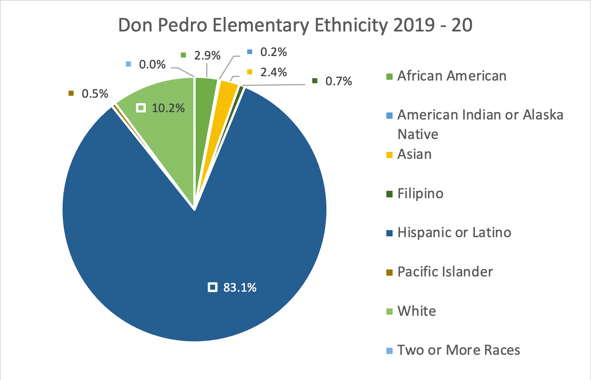 Don Pedro Elementary Ethnicity 2019 - 20
0.0%
2.9%
0.2%
2.4%
0.7%
0.5%
10.2%
83.1%
African American
American Indian or Alaska
Native
Asian
Filipino
Hispanic or Latino
Pacific Islander
White
Two or More Races